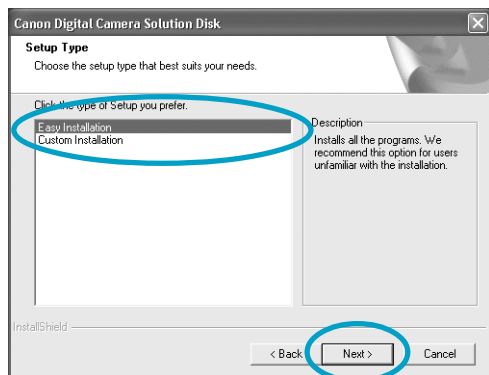 Canon Digital Camera Solution Disk
Setup Type
Choose the setup type that best suits your needs.
Click the type of Setup you prefer.
Easy Installation
Custom Installation
Description
Installs all the programs. We
recommend this option for users
unfamiliar with the installation.
InstallShield
< Back
Next >
Cancel